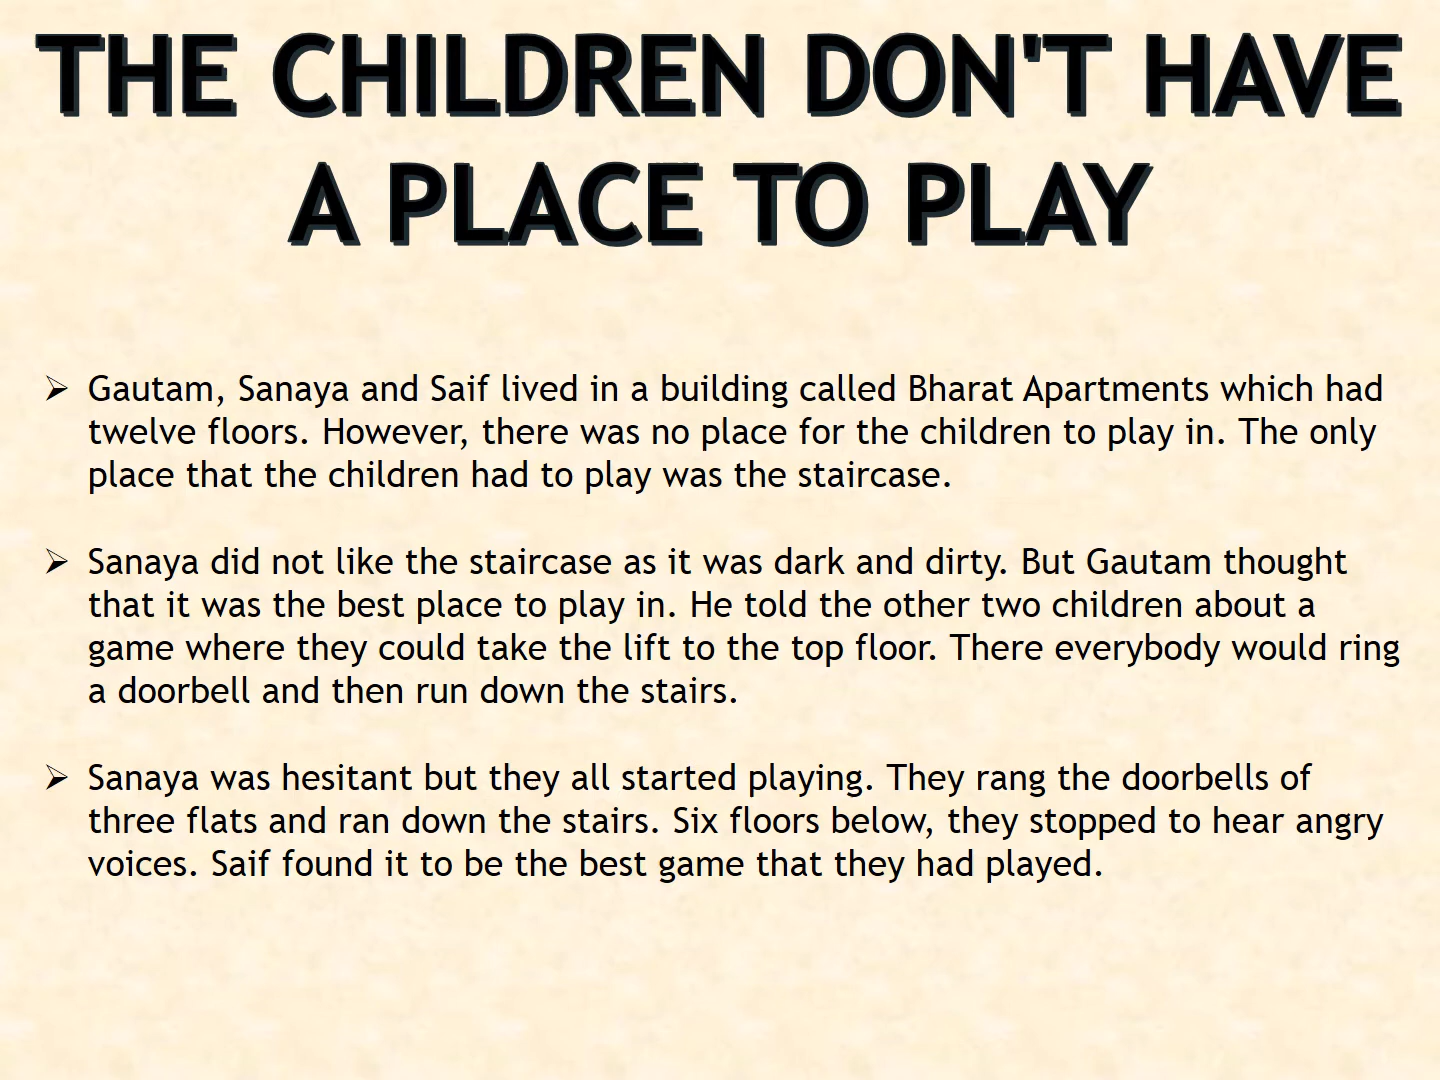 THE CHILDREN DON'T HAVE
A PLACE TO PLAY
➢ Gautam, Sanaya and Saif lived in a building called Bharat Apartments which had
twelve floors. However, there was no place for the children to play in. The only
place that the children had to play was the staircase.
➢ Sanaya did not like the staircase as it was dark and dirty. But Gautam thought
that it was the best place to play in. He told the other two children about a
game where they could take the lift to the top floor. There everybody would ring
a doorbell and then run down the stairs.
➢ Sanaya was hesitant but they all started playing. They rang the doorbells of
three flats and ran down the stairs. Six floors below, they stopped to hear angry
voices. Saif found it to be the best game that they had played.